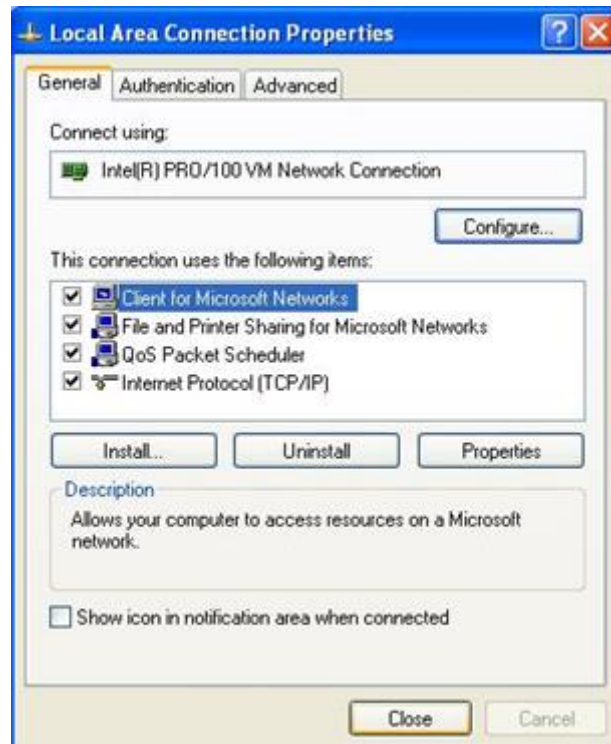 Local Area Connection Properties
General Authentication Advanced
Connect using:
Intel(R) PRO/100 VM Network Connection
Configure...
This connection uses the following items:
Client for Microsoft Networks
File and Printer Sharing for Microsoft Networks
QoS Packet Scheduler
Internet Protocol (TCP/IP)
Install... Uninstall Properties
Description
Allows your computer to access resources on a Microsoft
network.
Show icon in notification area when connected
Close Cancel